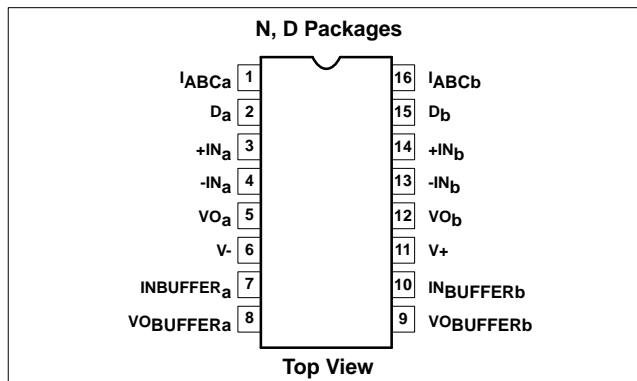 N, D Packages
IABCa 1 16 IABCb
Da 2 15 Db
+INa 3 14 +INb
-INa 4 13 -INb
VOa 5 12 VOb
V- 6 11 V+
INBUFFERa 7 10 INBUFFERb
VOBUFFERa 8 9 VOBUFFERb
Top View